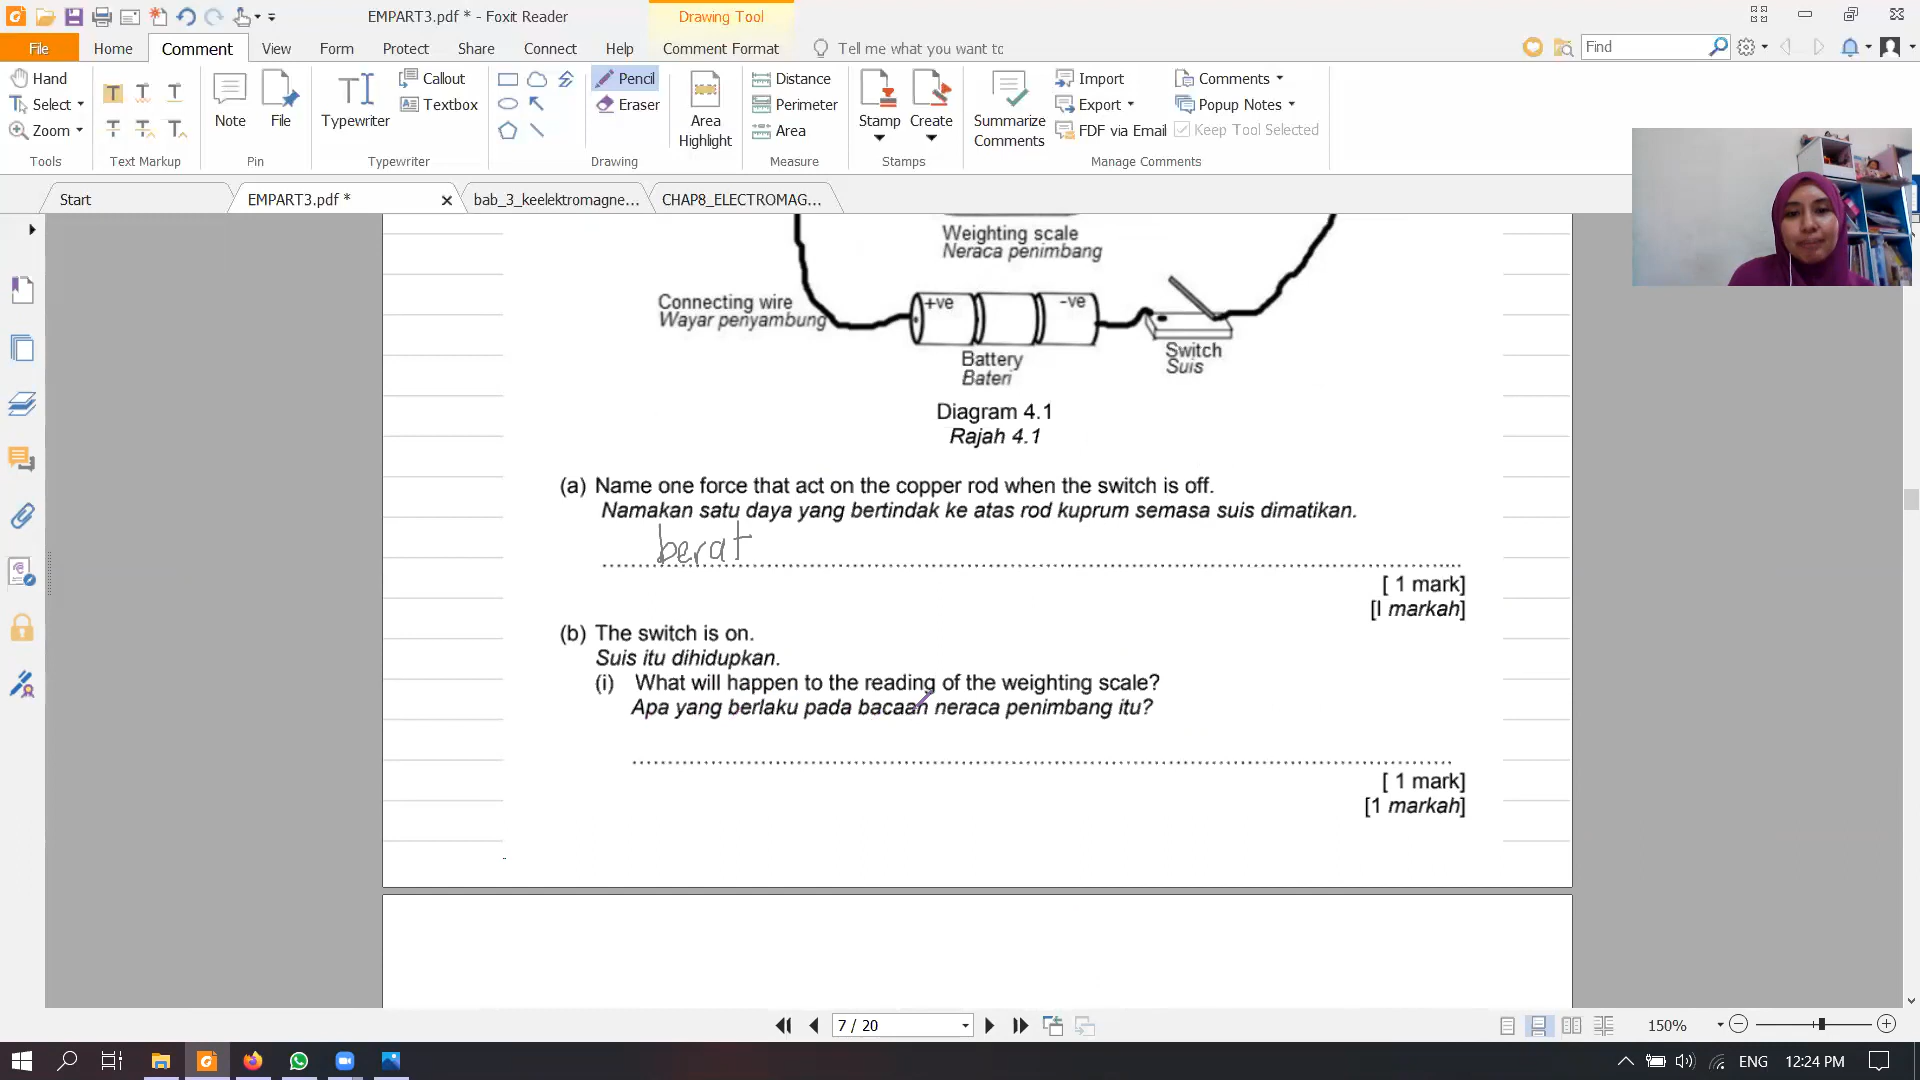 EMPART3.pdf * - Foxit Reader
Drawing Tool
File
Home
Comment
View
Form
Protect
Share
Connect
Help
Comment Format
Tell me what you want to
Find
Hand
Select
Zoom
Tools
Text Markup
Note
File
Pin
Typewriter
Callout
Textbox
Typewriter
Pencil
Eraser
Drawing
Area
Highlight
Distance
Perimeter
Area
Measure
Stamp
Create
Stamps
Summarize
Comments
Import
Export
FDF via Email
Comments
Popup Notes
Keep Tool Selected
Manage Comments
Start
EMPART3.pdf *
bab_3_keelektromagne...
CHAP8_ELECTROMAG...
Weighting scale
Neraca penimbang
Connecting wire
Wayar penyambung
+ve
-ve
Battery
Bateri
Switch
Suis
Diagram 4.1
Rajah 4.1
(a) Name one force that act on the copper rod when the switch is off.
Namakan satu daya yang bertindak ke atas rod kuprum semasa suis dimatikan.
berat
[ 1 mark]
[I markah]
(b) The switch is on.
Suis itu dihidupkan.
(i) What will happen to the reading of the weighting scale?
Apa yang berlaku pada bacaan neraca penimbang itu?
[ 1 mark]
[1 markah]
7 / 20
150%
ENG
12:24 PM